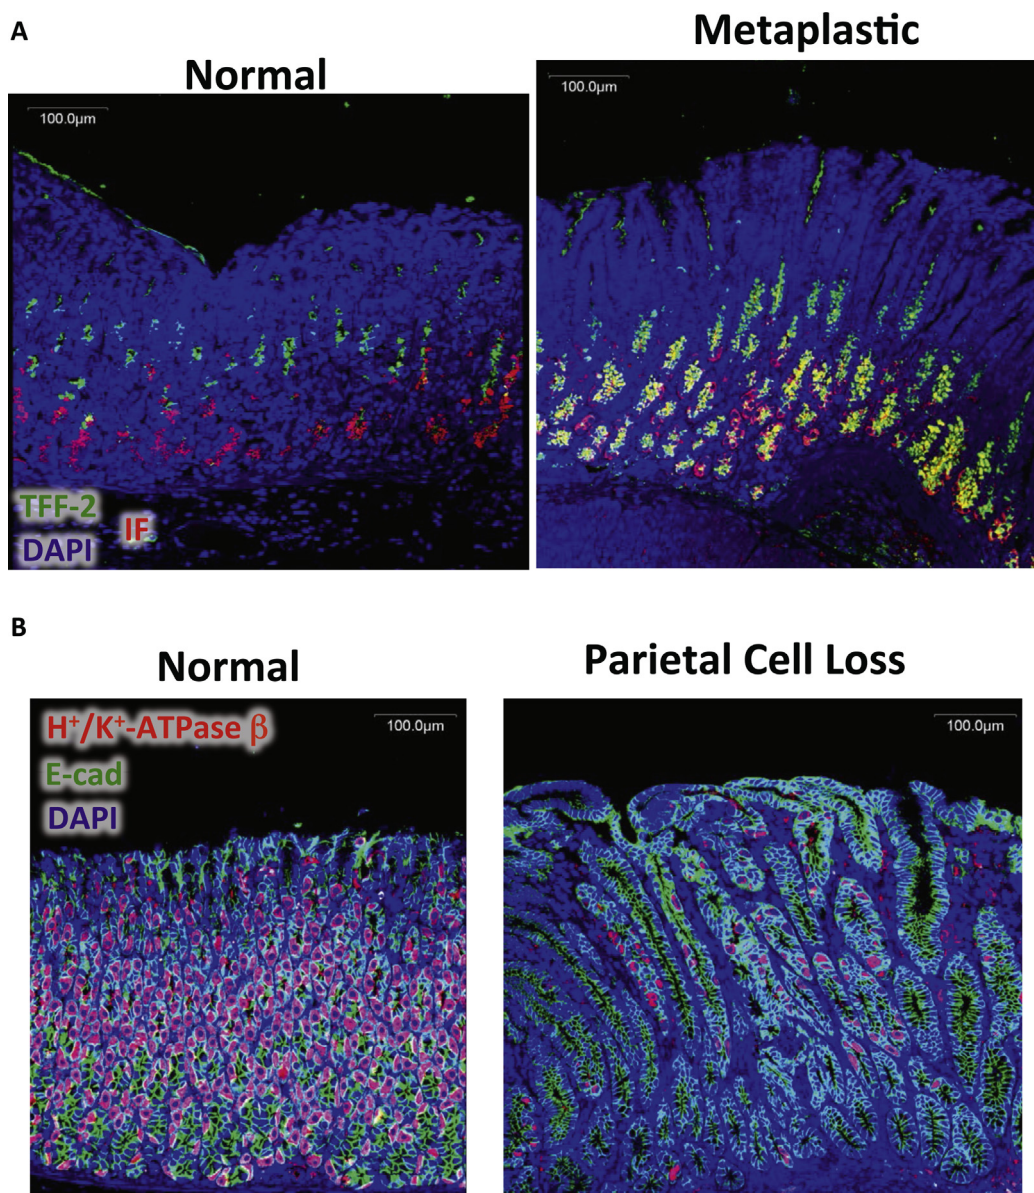 A
Normal
Metaplastic
100.0µm
100.0µm
TFF-2
IF
DAPI
B
Normal
Parietal Cell Loss
H⁺/K⁺-ATPase β
E-cad
DAPI
100.0µm
100.0µm